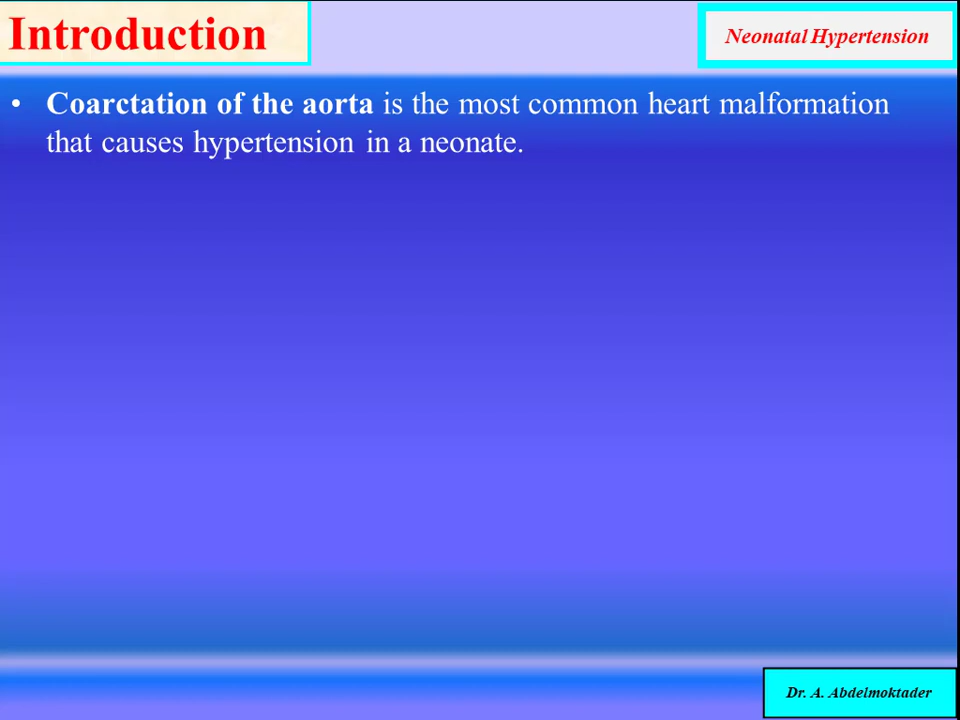 Introduction
Neonatal Hypertension
• Coarctation of the aorta is the most common heart malformation
that causes hypertension in a neonate.
Dr. A. Abdelmoktader